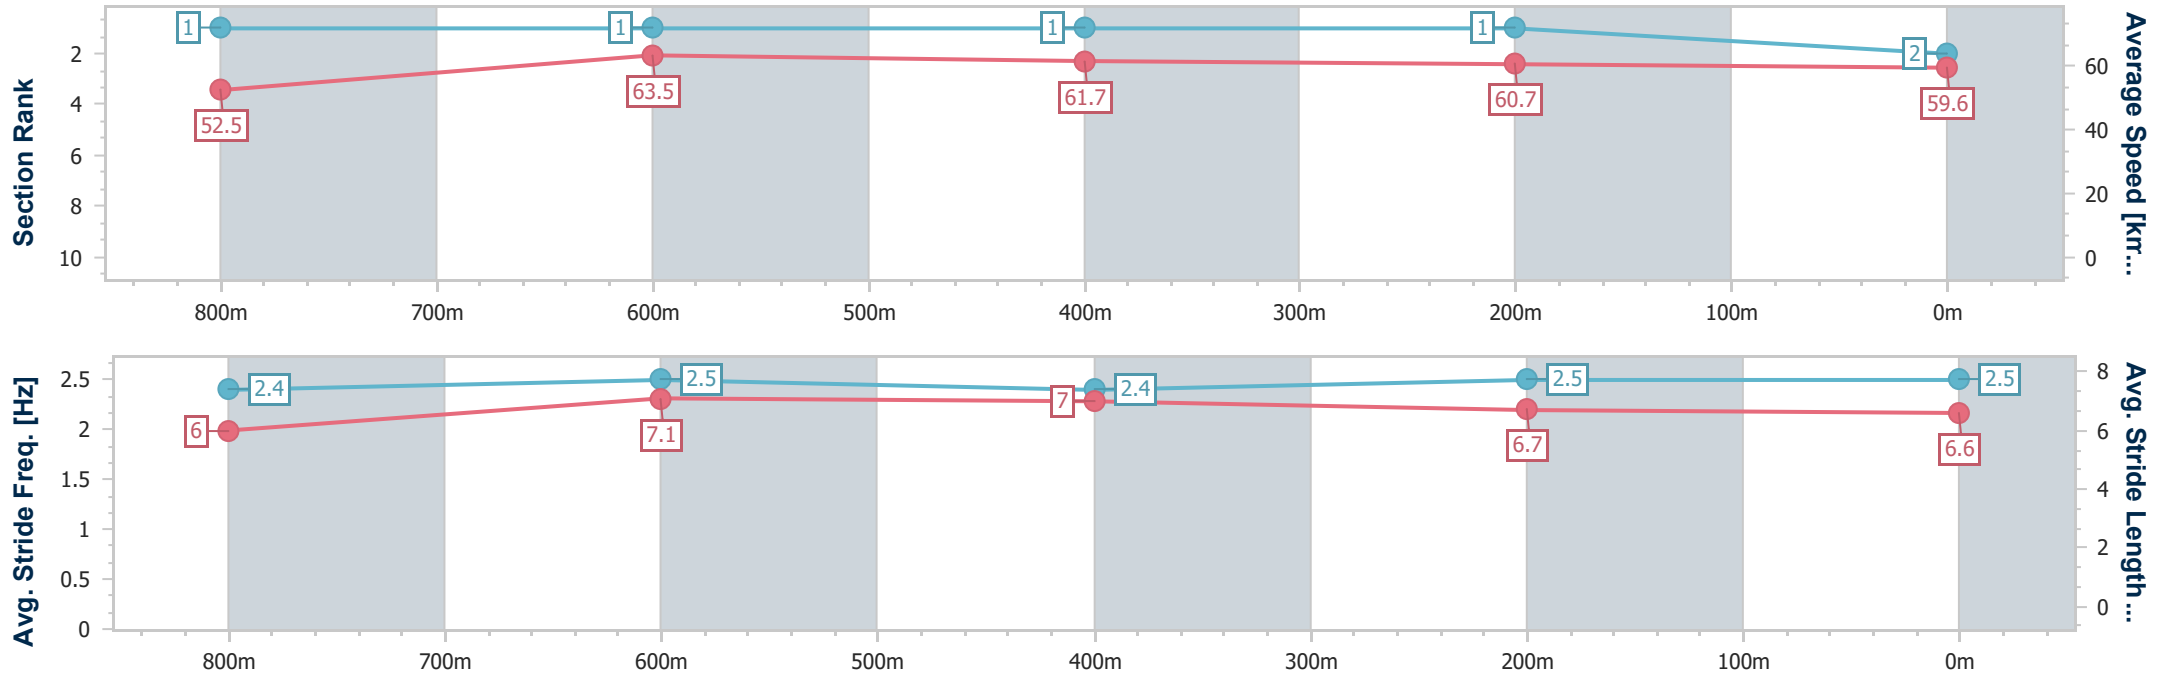 Section Rank
2
4
6
8
10
1
1
1
1
2
52.5
63.5
61.7
60.7
59.6
60
40
20
0
Average Speed [km...
800m
700m
600m
500m
400m
300m
200m
100m
0m
Avg. Stride Freq. [Hz]
2.5
2
1.5
1
0.5
0
2.4
2.5
2.4
2.5
2.5
6
7.1
7
6.7
6.6
8
6
4
2
0
Avg. Stride Length...
800m
700m
600m
500m
400m
300m
200m
100m
0m